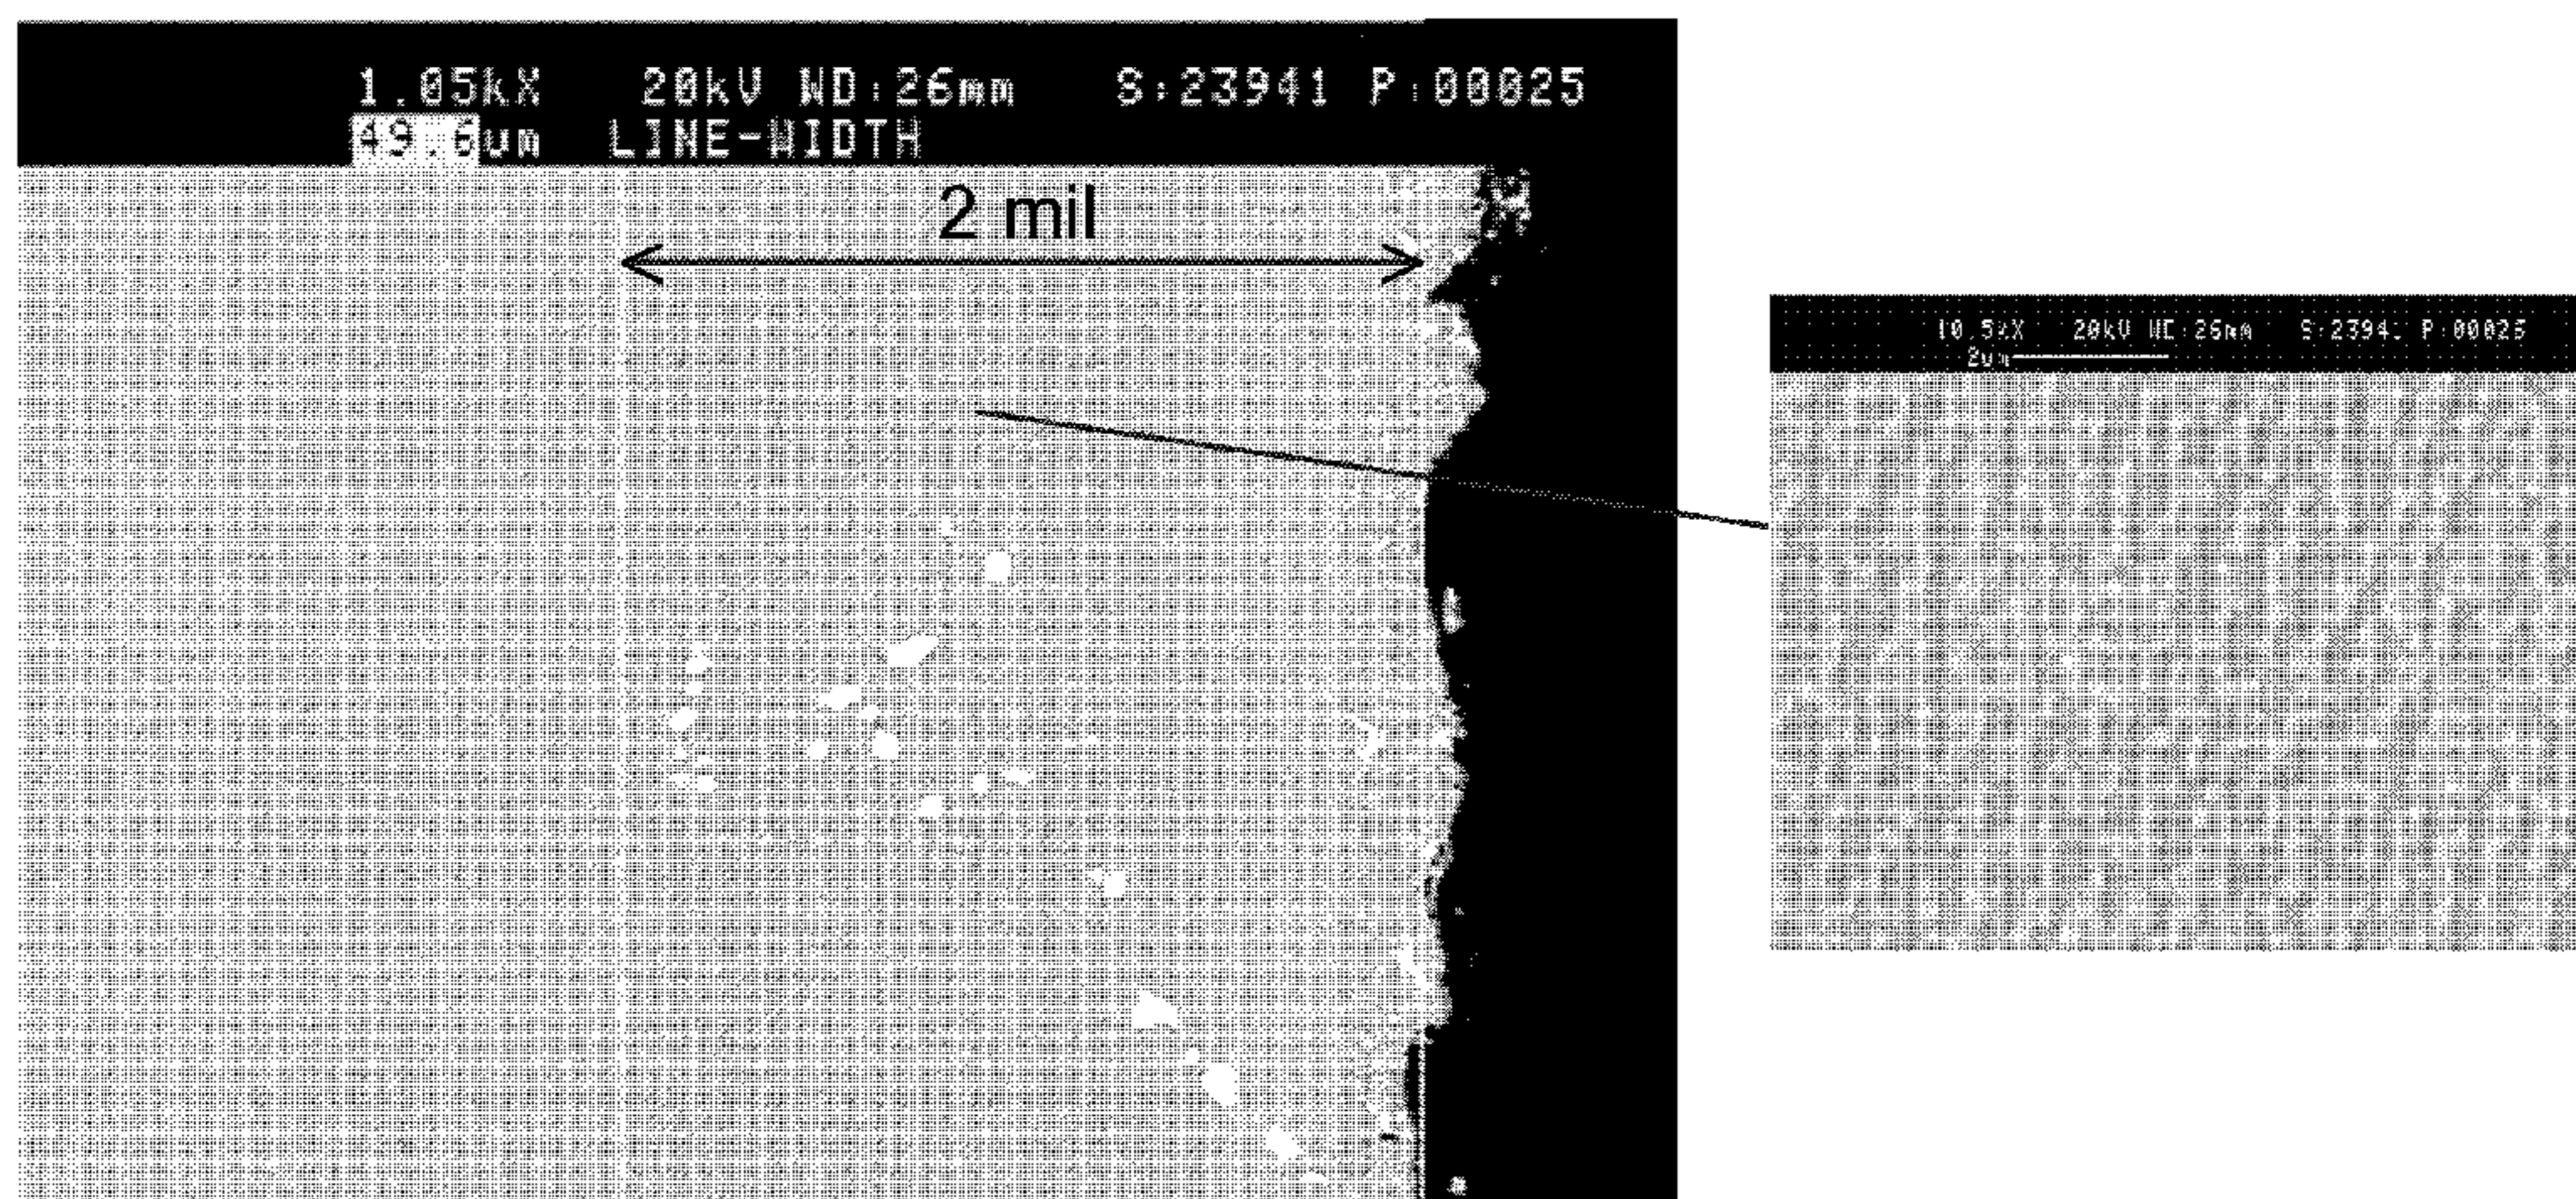 1.05kX 20kV WD:26mm S:23941 P:00025
49.6um LINE-WIDTH
2 mil
10.5kX 20kV WD:26mm S:23941 P:00026
2um